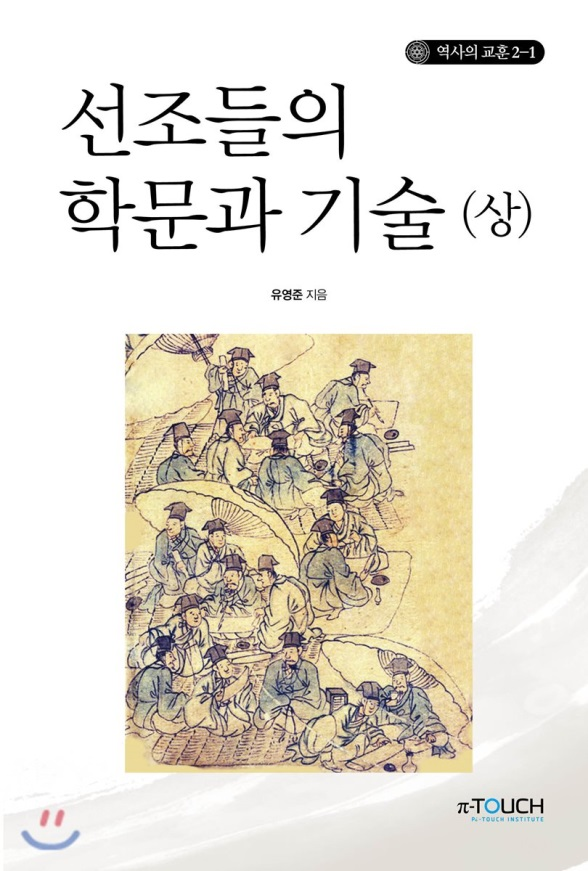 역사의 교훈 2-1
선조들의
학문과 기술 (상)
유영준 지음
π-TOUCH
Pi-TOUCH INSTITUTE